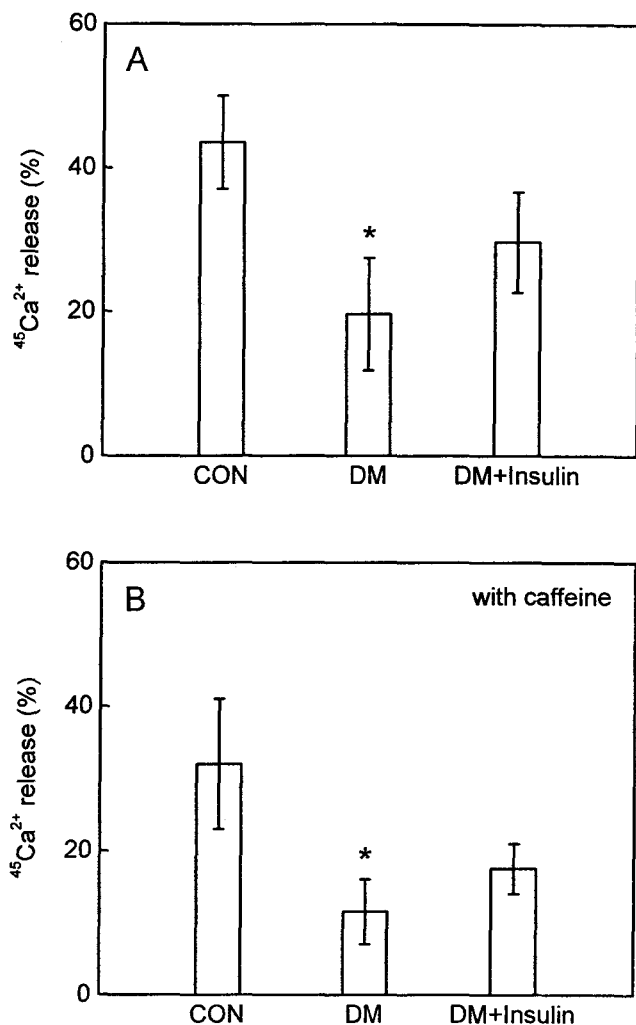 60
A
40
*
20
0
⁴⁵Ca²⁺ release (%)
CON DM DM+Insulin
60
B with caffeine
40
20
*
0
⁴⁵Ca²⁺ release (%)
CON DM DM+Insulin